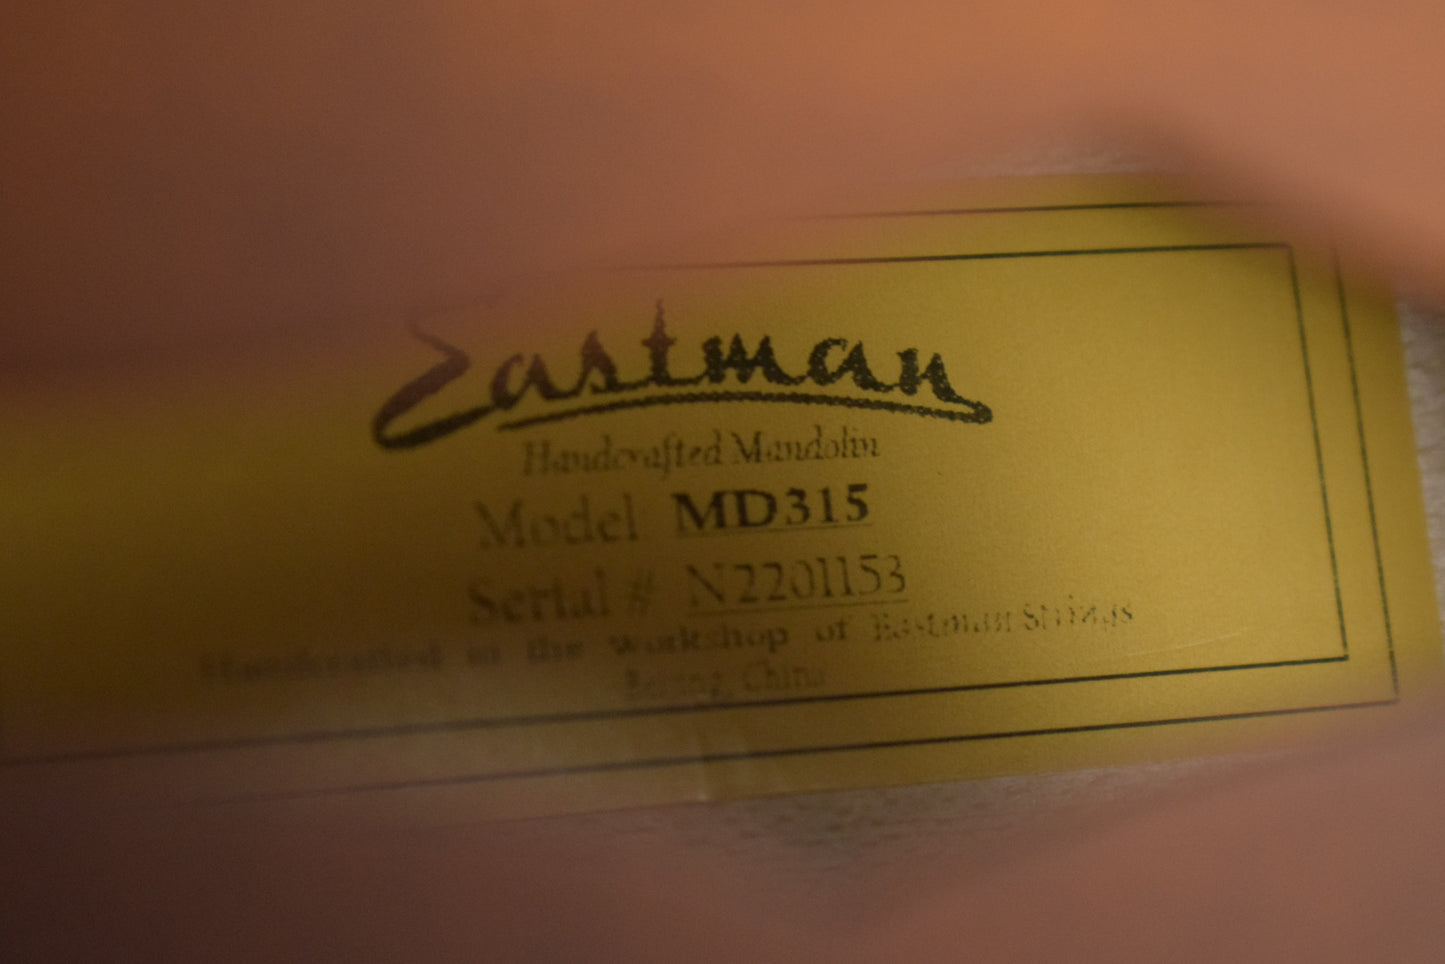 Eastman
Handcrafted Mandolin
Model MD315
Serial # N2201153
Handcrafted in the workshop of Eastman Strings
Beijing, China